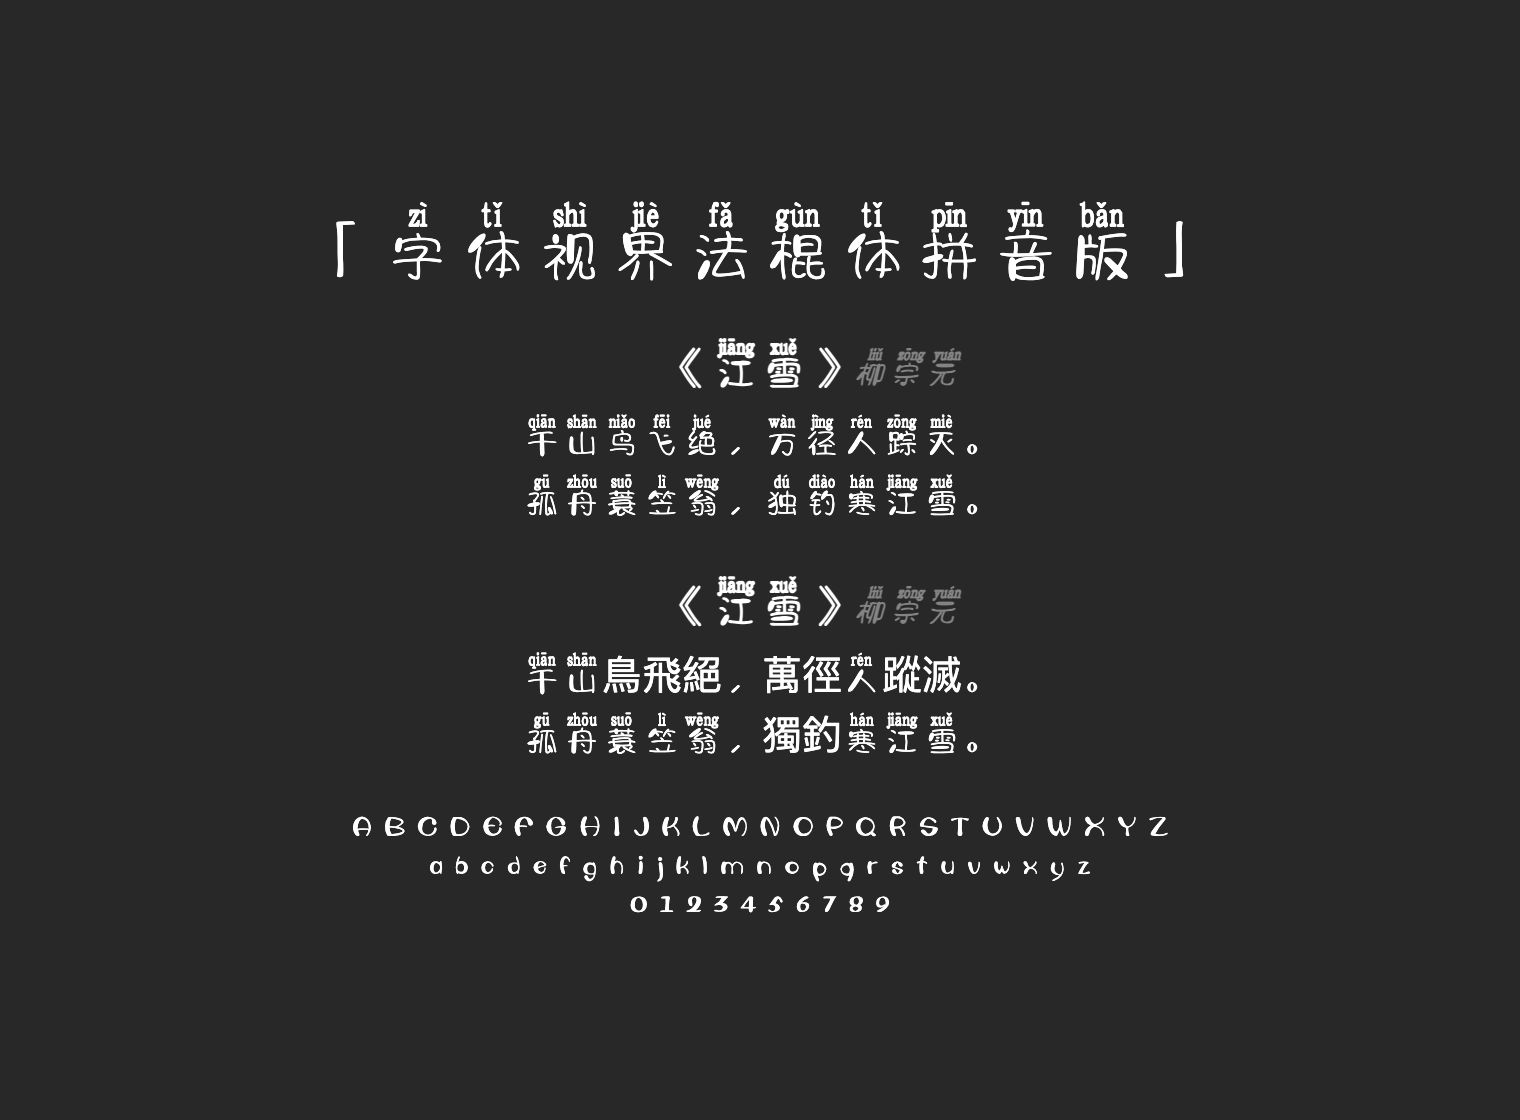 zì tǐ shì jiè fǎ gùn tǐ pīn yīn bǎn
「字体视界法棍体拼音版」
jiāng xuě liǔ zōng yuán
《江雪》柳宗元
qiān shān niǎo fēi jué wàn jìng rén zōng miè
千山鸟飞绝，万径人踪灭。
gū zhōu suō lì wēng dú diào hán jiāng xuě
孤舟蓑笠翁，独钓寒江雪。
jiāng xuě liǔ zōng yuán
《江雪》柳宗元
qiān shān rén
千山鳥飛絕，萬徑人蹤滅。
gū zhōu suō lì wēng hán jiāng xuě
孤舟蓑笠翁，獨釣寒江雪。
A B C D E F G H I J K L M N O P Q R S T U V W X Y Z
a b c d e f g h i j k l m n o p q r s t u v w x y z
0 1 2 3 4 5 6 7 8 9